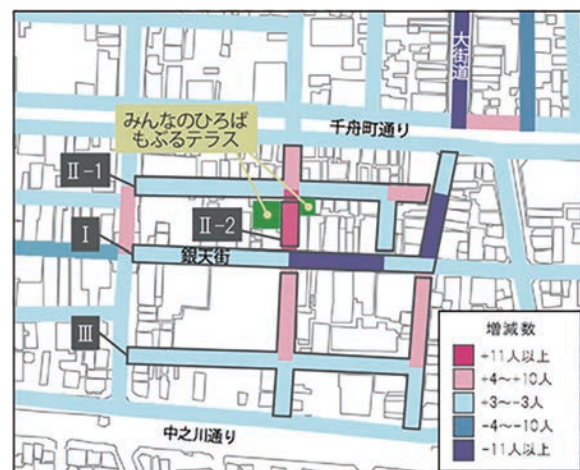 大街道
千舟町通り
みんなのひろば
もぶるテラス
Ⅱ-1
Ⅱ-2
Ⅰ
銀天街
Ⅲ
中之川通り
増減数
+11人以上
+4～+10人
+3～-3人
-4～-10人
-11人以上